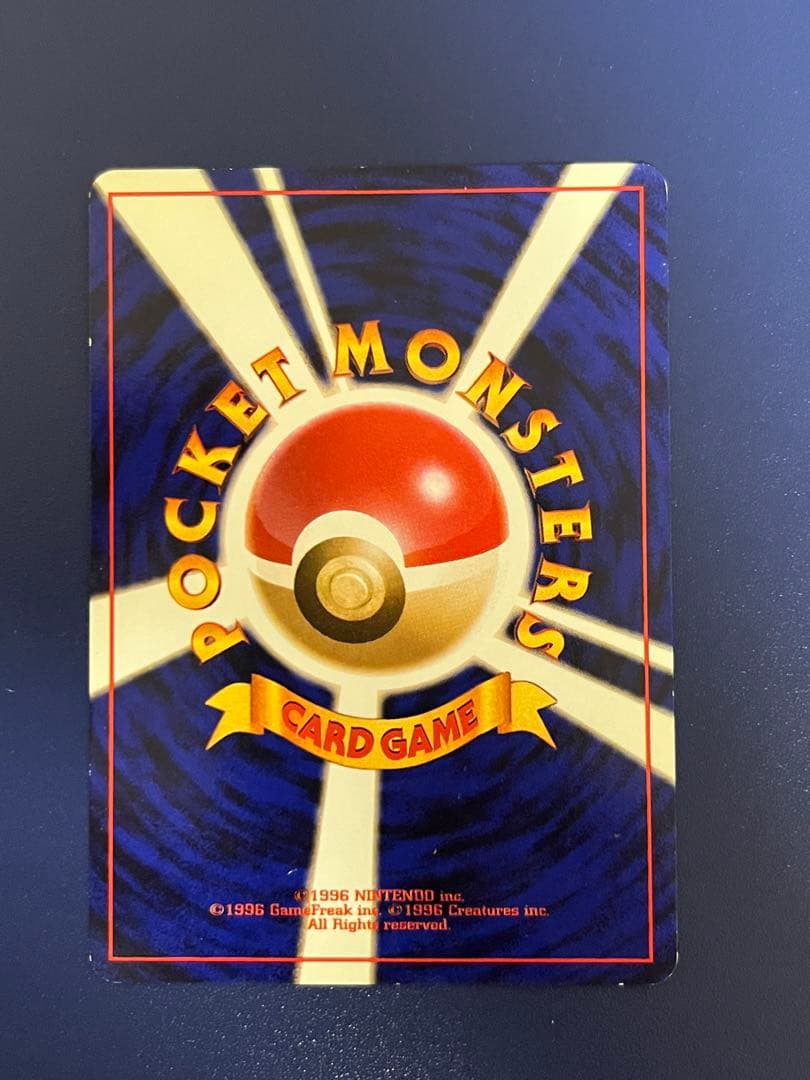 POCKET MONSTERS
CARD GAME
©1996 NINTENDO inc.
©1996 GameFreak inc. ©1996 Creatures inc.
All Rights reserved.